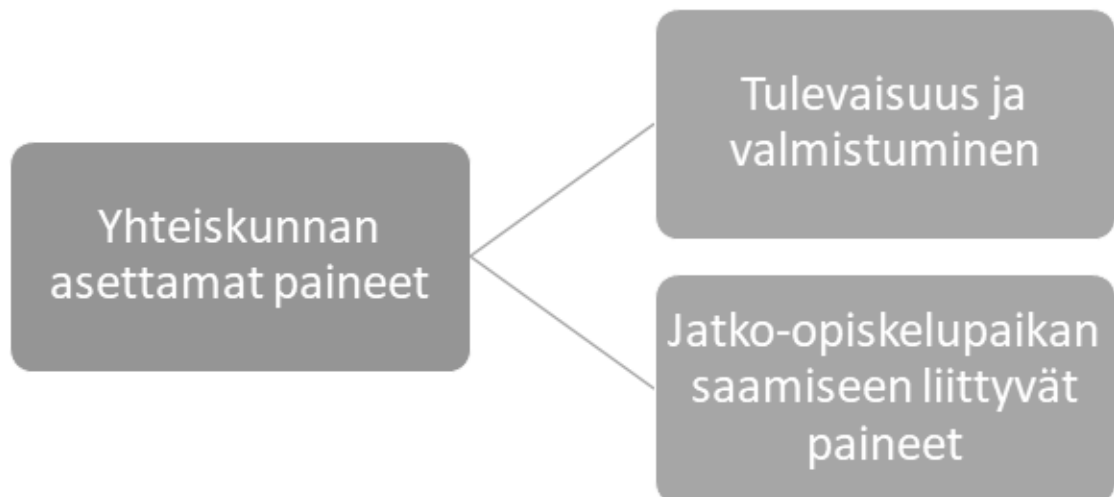 Yhteiskunnan
asettamat paineet
Tulevaisuus ja
valmistuminen
Jatko-opiskelupaikan
saamiseen liittyvät
paineet